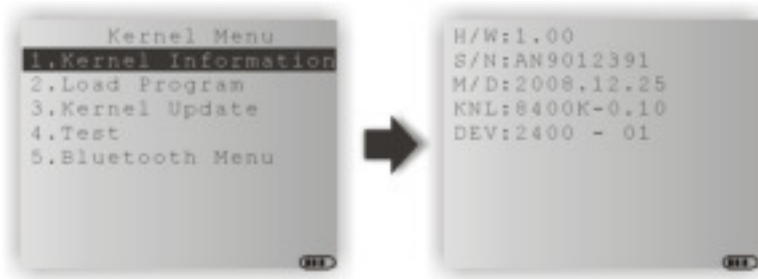 Kernel Menu
1.Kernel Information
2.Load Program
3.Kernel Update
4.Test
5.Bluetooth Menu
H/W:1.00
S/N:AN9012391
M/D:2008.12.25
KNL:8400K-0.10
DEV:2400 - 01